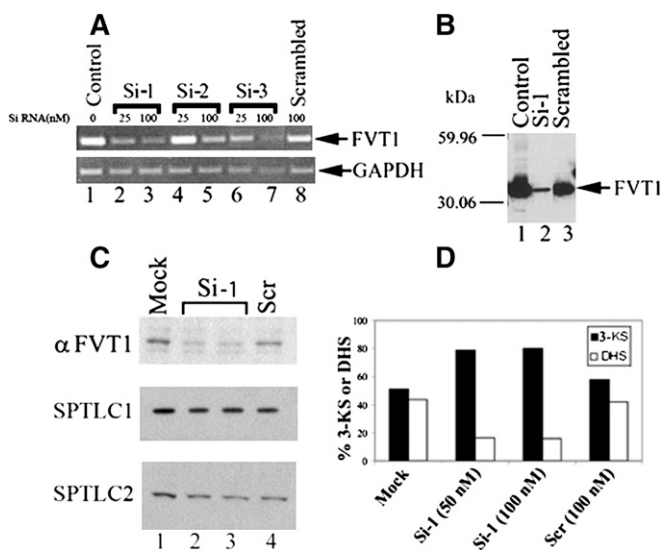 A
Control
Si-1
Si-2
Si-3
Scrambled
Si RNA(nM)
0
25
100
25
100
25
100
100
FVT1
GAPDH
1 2 3 4 5 6 7 8
B
kDa
Control
Si-1
Scrambled
59.96
30.06
FVT1
1 2 3
C
Mock
Si-1
Scr
αFVT1
SPTLC1
SPTLC2
1 2 3 4
D
% 3-KS or DHS
100
80
60
40
20
0
3-KS
DHS
Mock
Si-1 (50 nM)
Si-1 (100 nM)
Scr (100 nM)